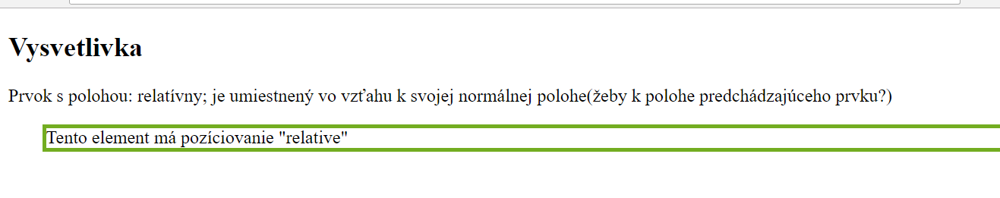 Vysvetlivka
Prvok s polohou: relatívny; je umiestnený vo vzťahu k svojej normálnej polohe(žeby k polohe predchádzajúceho prvku?)
Tento element má pozíciovanie "relative"